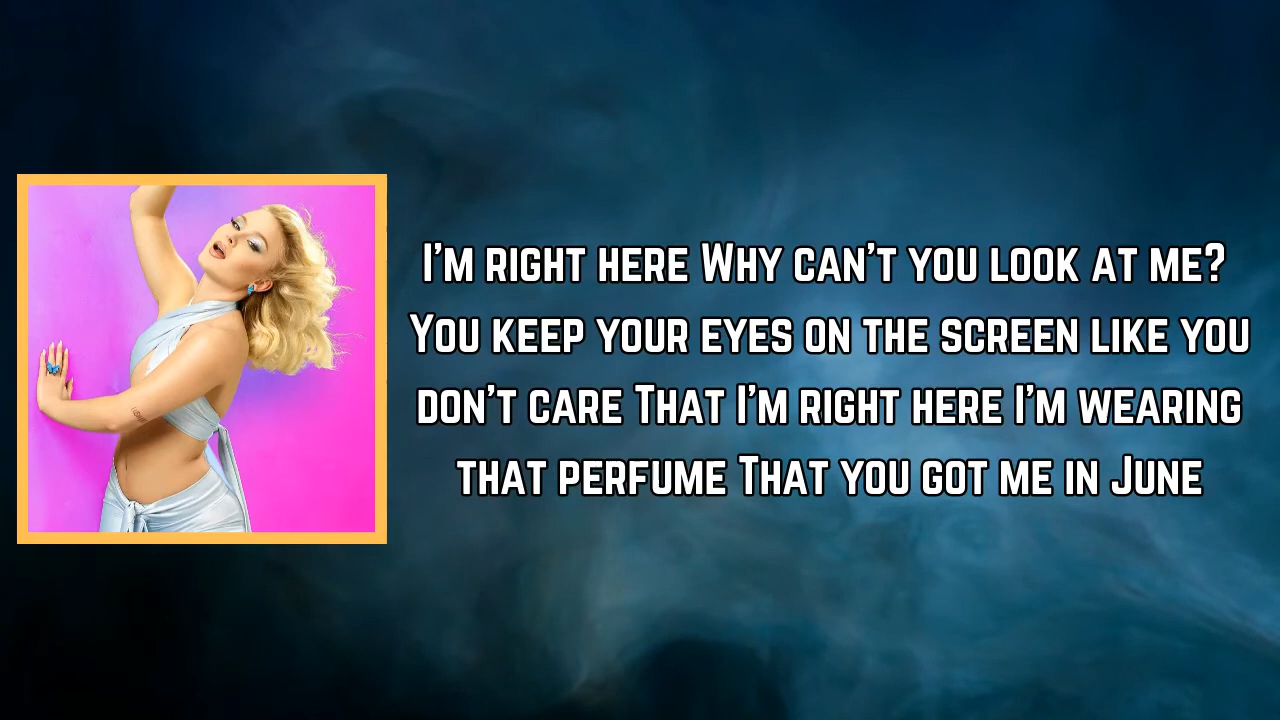 I'm right here Why can't you look at me?
You keep your eyes on the screen like you
don't care That I'm right here I'm wearing
that perfume That you got me in June